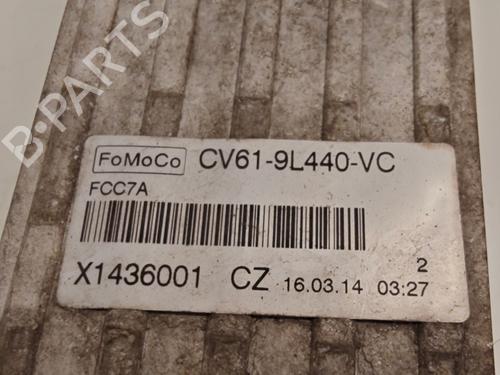 B-PARTS
FoMoCo CV61-9L440-VC
FCC7A
2
X1436001 CZ 16.03.14 03:27